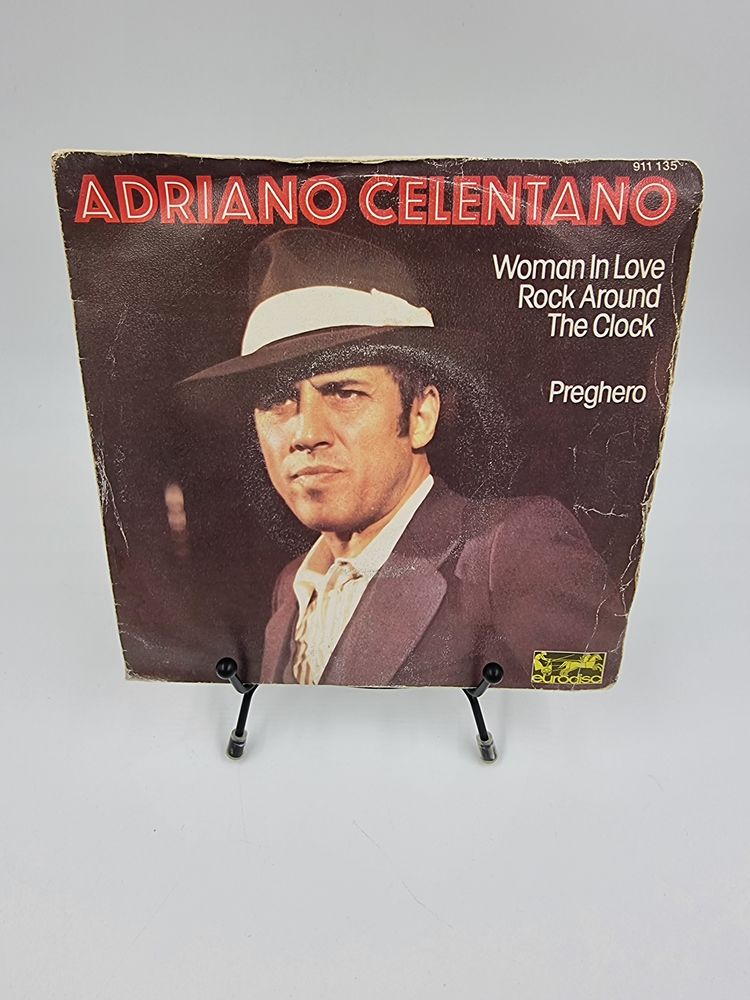 911 135
ADRIANO CELENTANO
Woman In Love
Rock Around
The Clock
Preghero
eurodisc